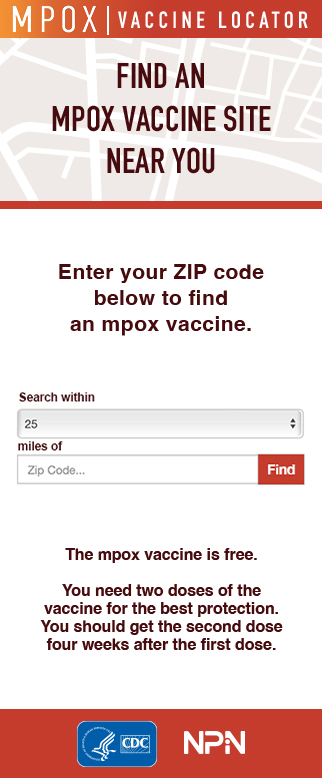 MPOX | VACCINE LOCATOR
FIND AN
MPOX VACCINE SITE
NEAR YOU
Enter your ZIP code
below to find
an mpox vaccine.
Search within
25
miles of
Zip Code...
Find
The mpox vaccine is free.
You need two doses of the
vaccine for the best protection.
You should get the second dose
four weeks after the first dose.
CDC
NPIN